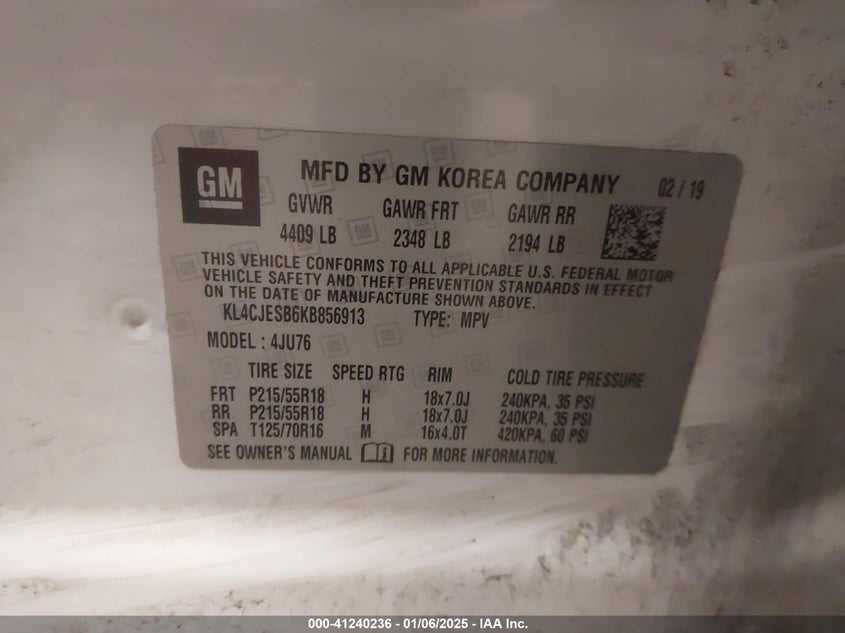 GM
MFD BY GM KOREA COMPANY 02 / 19
GVWR GAWR FRT GAWR RR
4409 LB 2348 LB 2194 LB
THIS VEHICLE CONFORMS TO ALL APPLICABLE U.S. FEDERAL MOTOR
VEHICLE SAFETY AND THEFT PREVENTION STANDARDS IN EFFECT
ON THE DATE OF MANUFACTURE SHOWN ABOVE.
KL4CJESB6KB856913 TYPE: MPV
MODEL : 4JU76
TIRE SIZE SPEED RTG RIM COLD TIRE PRESSURE
FRT P215/55R18 H 18x7.0J 240KPA, 35 PSI
RR P215/55R18 H 18x7.0J 240KPA, 35 PSI
SPA T125/70R16 M 16x4.0T 420KPA, 60 PSI
SEE OWNER'S MANUAL FOR MORE INFORMATION.
000-41240236 - 01/06/2025 - IAA Inc.